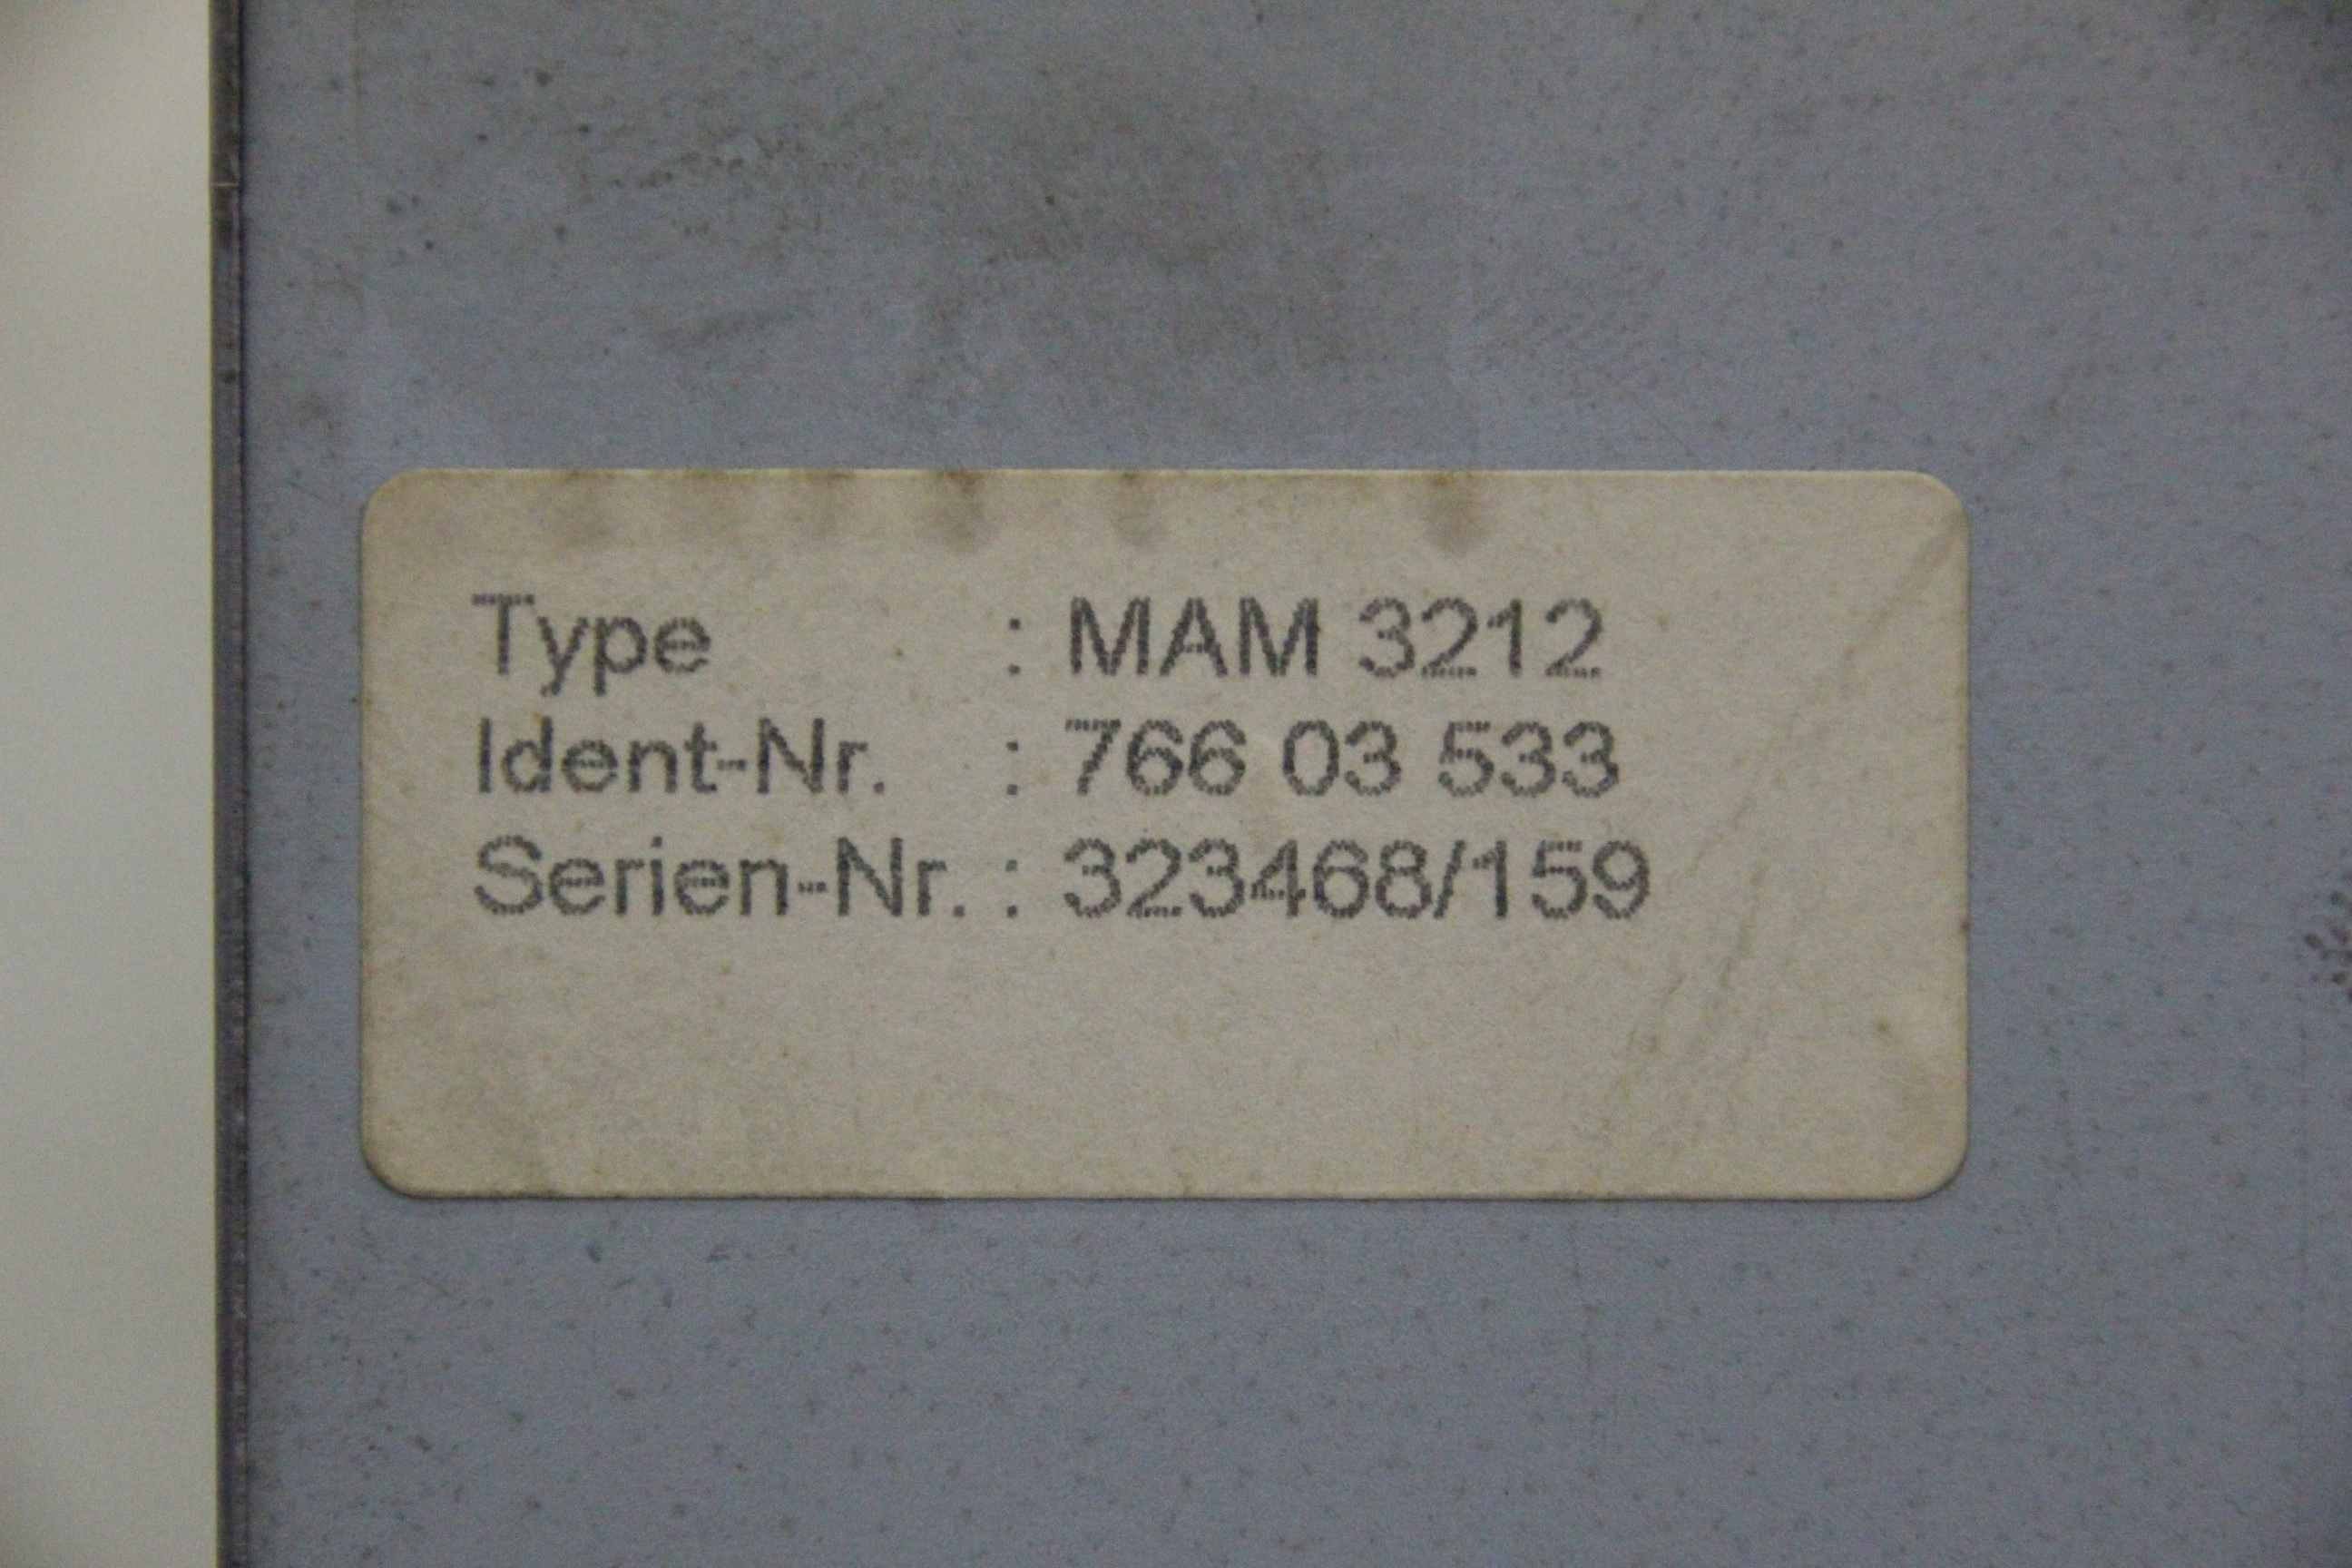 Type : MAM 3212
Ident-Nr. : 766 03 533
Serien-Nr. : 323468/159